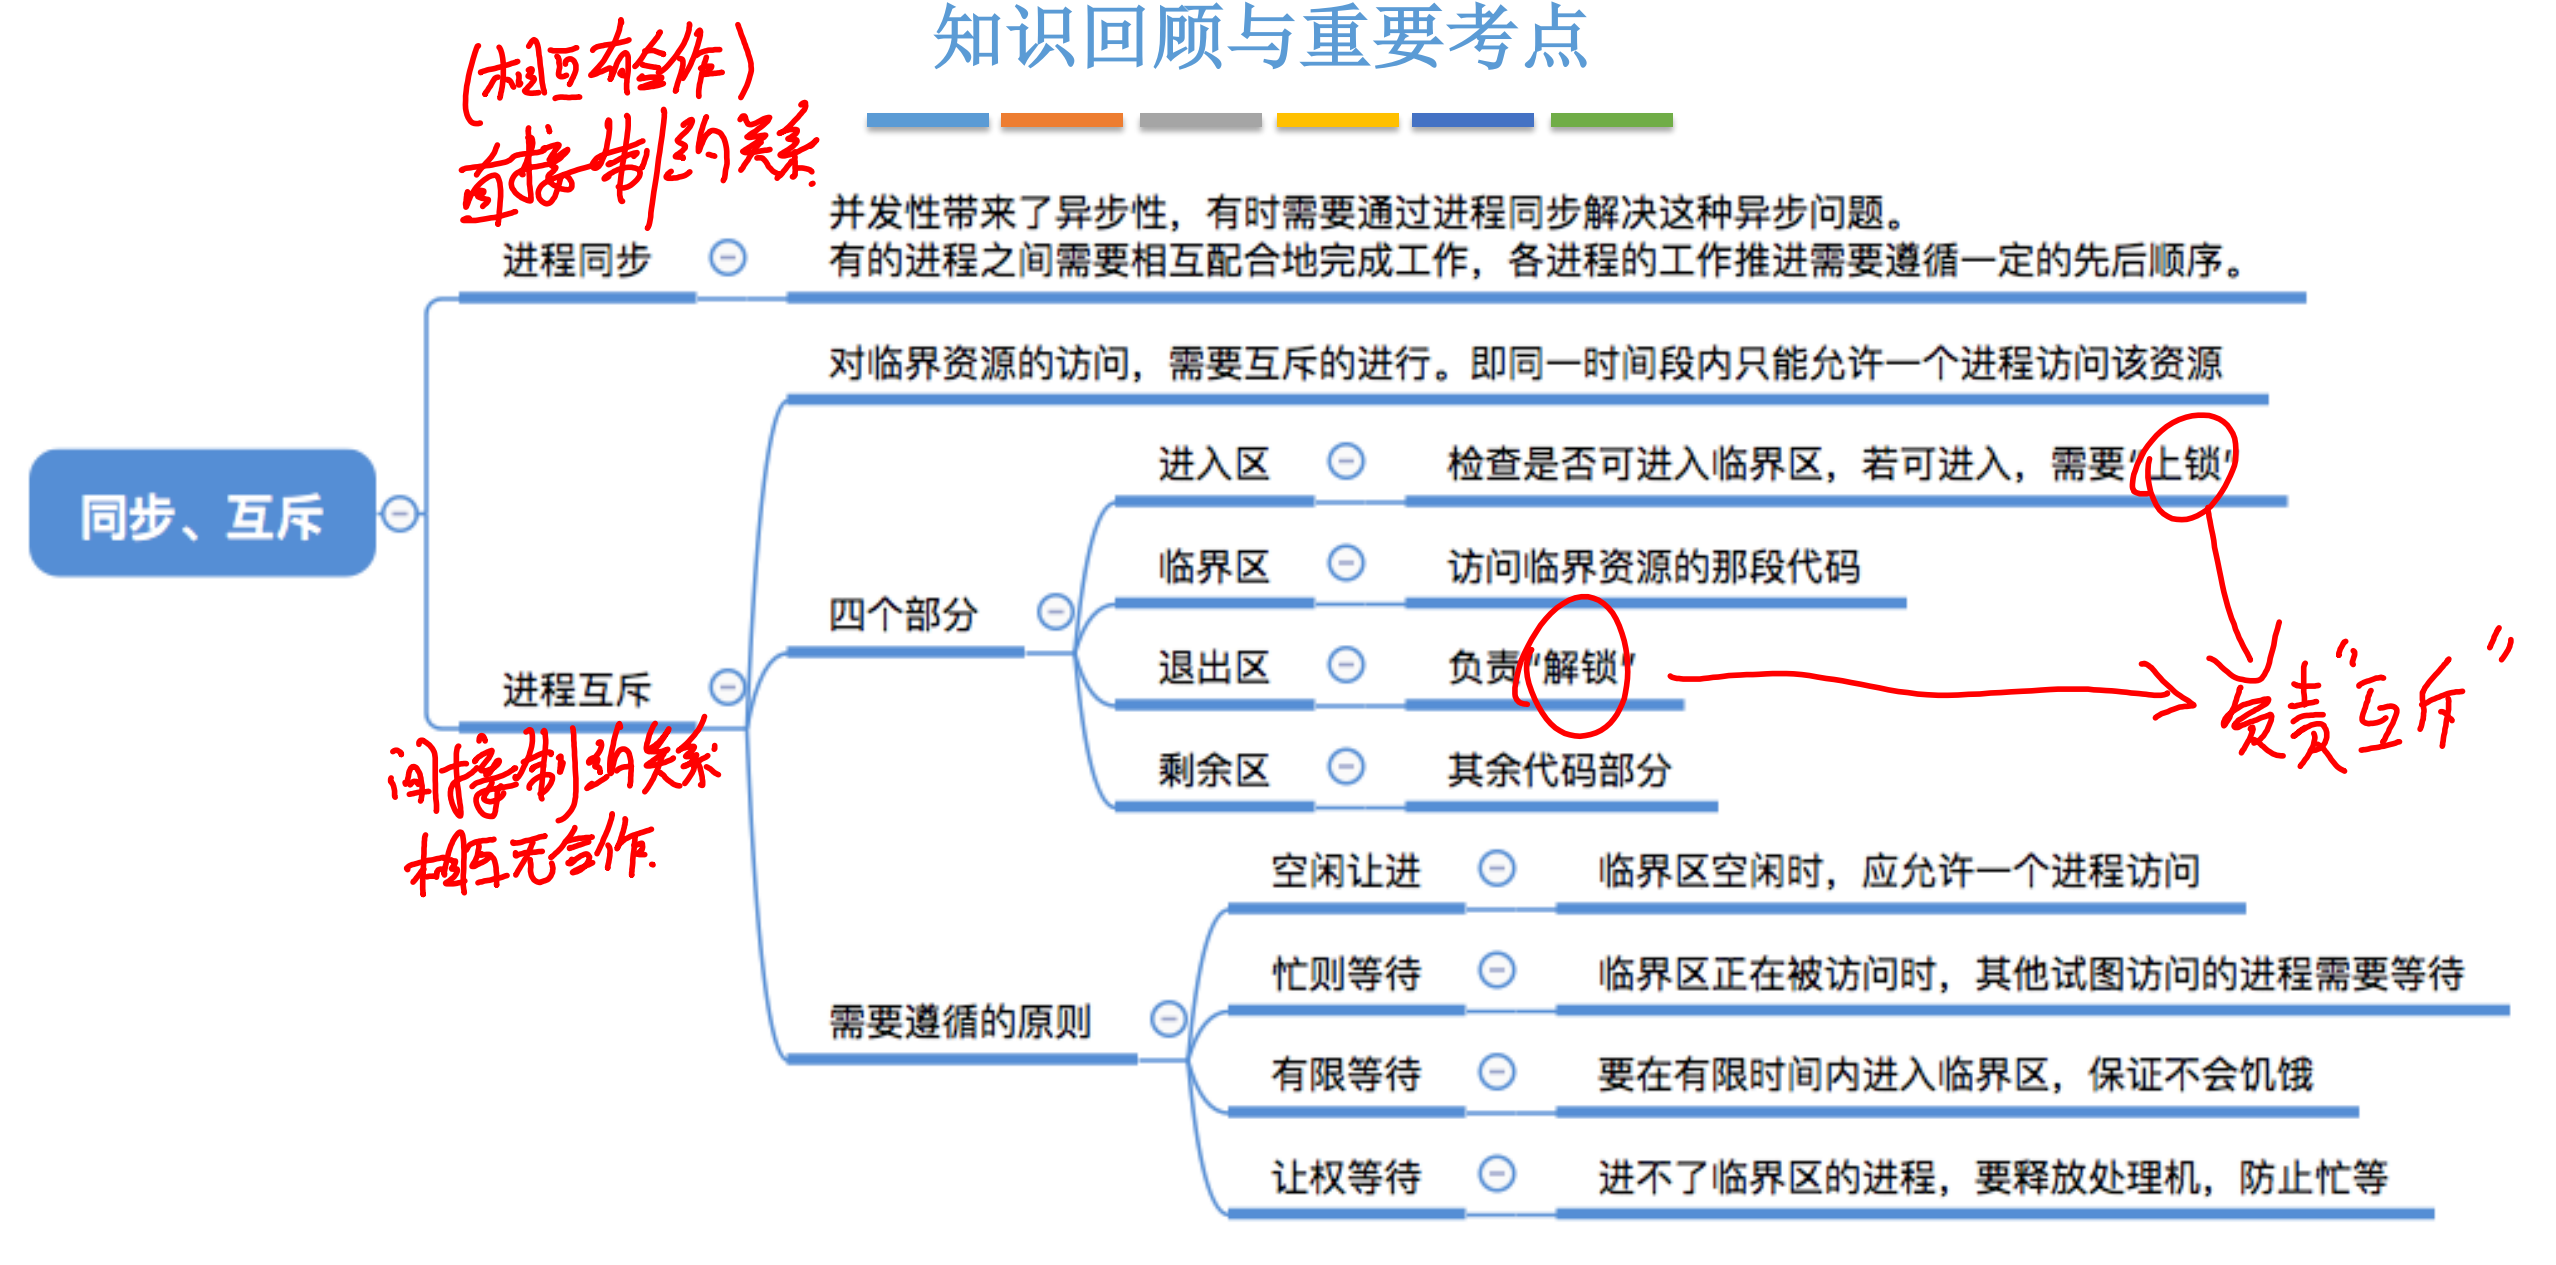 知识回顾与重要考点
(相互有合作)
直接制约关系.
进程同步
并发性带来了异步性，有时需要通过进程同步解决这种异步问题。
有的进程之间需要相互配合地完成工作，各进程的工作推进需要遵循一定的先后顺序。
同步、互斥
进程互斥
间接制约关系.
相互无合作.
对临界资源的访问，需要互斥的进行。即同一时间段内只能允许一个进程访问该资源
四个部分
进入区
检查是否可进入临界区，若可进入，需要“上锁”
临界区
访问临界资源的那段代码
退出区
负责“解锁”
负责“互斥”
剩余区
其余代码部分
需要遵循的原则
空闲让进
临界区空闲时，应允许一个进程访问
忙则等待
临界区正在被访问时，其他试图访问的进程需要等待
有限等待
要在有限时间内进入临界区，保证不会饥饿
让权等待
进不了临界区的进程，要释放处理机，防止忙等